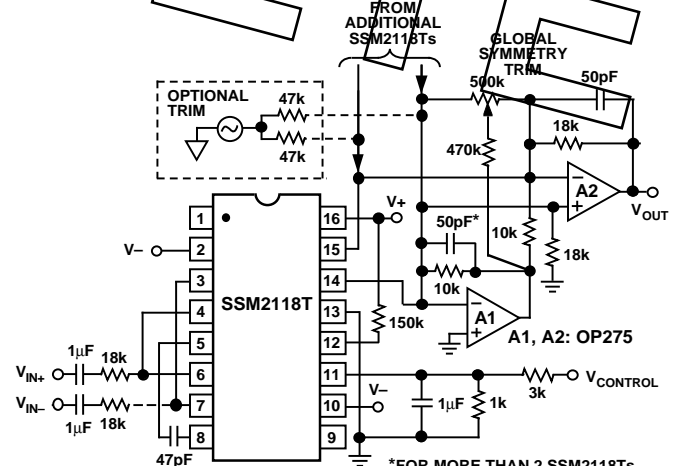 FROM
ADDITIONAL
SSM2118Ts
GLOBAL
SYMMETRY
TRIM
500k
50pF
OPTIONAL
TRIM
47k
47k
18k
470k
A2
VOUT
V+
50pF*
10k
18k
V–
1
2
3
4
5
6
7
8
SSM2118T
16
15
14
13
12
11
10
9
10k
A1
A1, A2: OP275
150k
VIN+
1µF
18k
VIN–
1µF
18k
47pF
V–
1µF
1k
3k
VCONTROL
*FOR MORE THAN 2 SSM2118Ts